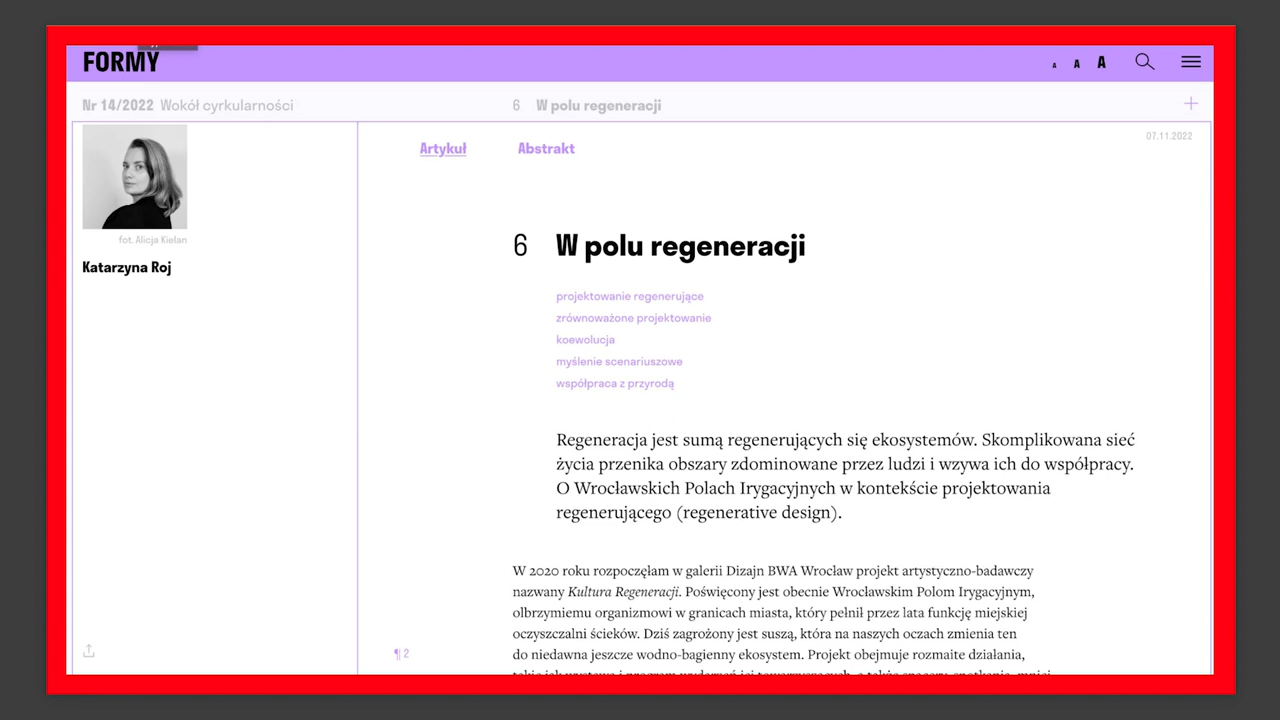 FORMY
A A A
Nr 14/2022 Wokół cyrkularności
6 W polu regeneracji
07.11.2022
fot. Alicja Kielan
Katarzyna Roj
Artykuł Abstrakt
6 W polu regeneracji
projektowanie regenerujące
zrównoważone projektowanie
koewolucja
myślenie scenariuszowe
współpraca z przyrodą
Regeneracja jest sumą regenerujących się ekosystemów. Skomplikowana sieć
życia przenika obszary zdominowane przez ludzi i wzywa ich do współpracy.
O Wrocławskich Polach Irygacyjnych w kontekście projektowania
regenerującego (regenerative design).
W 2020 roku rozpoczęłam w galerii Dizajn BWA Wrocław projekt artystyczno-badawczy
nazwany Kultura Regeneracji. Poświęcony jest obecnie Wrocławskim Polom Irygacyjnym,
olbrzymiemu organizmowi w granicach miasta, który pełnił przez lata funkcję miejskiej
oczyszczalni ścieków. Dziś zagrożony jest suszą, która na naszych oczach zmienia ten
¶ 2
do niedawna jeszcze wodno-bagienny ekosystem. Projekt obejmuje rozmaite działania,